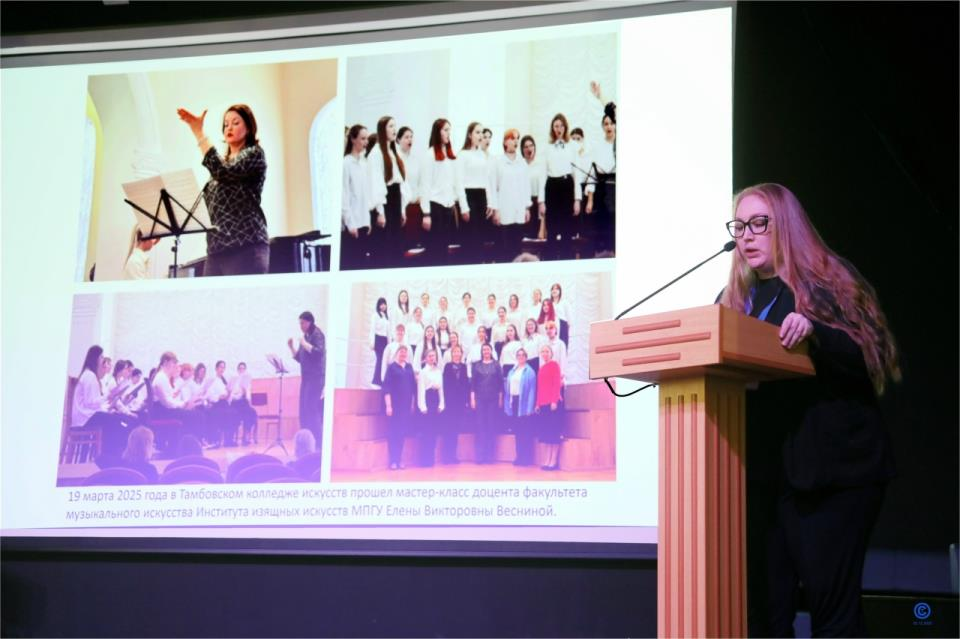 19 марта 2025 года в Тамбовском колледже искусств прошел мастер-класс доцента факультета
музыкального искусства Института изящных искусств МПГУ Елены Викторовны Весниной.